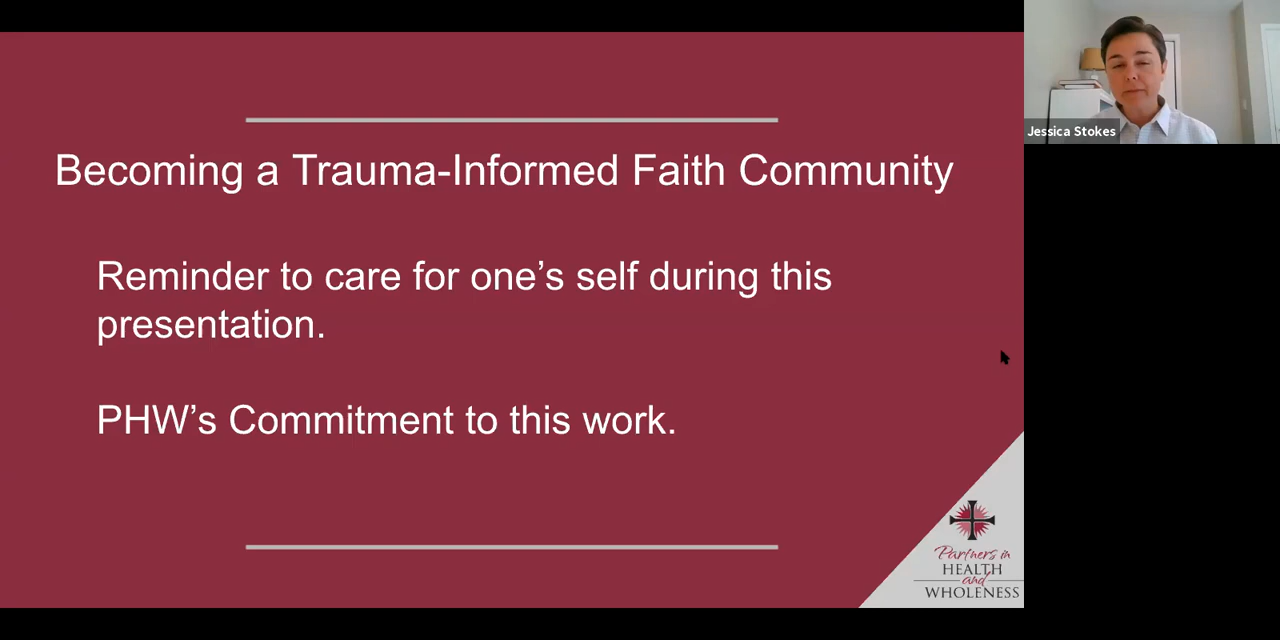 Becoming a Trauma-Informed Faith Community
Reminder to care for one’s self during this
presentation.
PHW’s Commitment to this work.
Partners in
HEALTH
and
WHOLENESS
Jessica Stokes